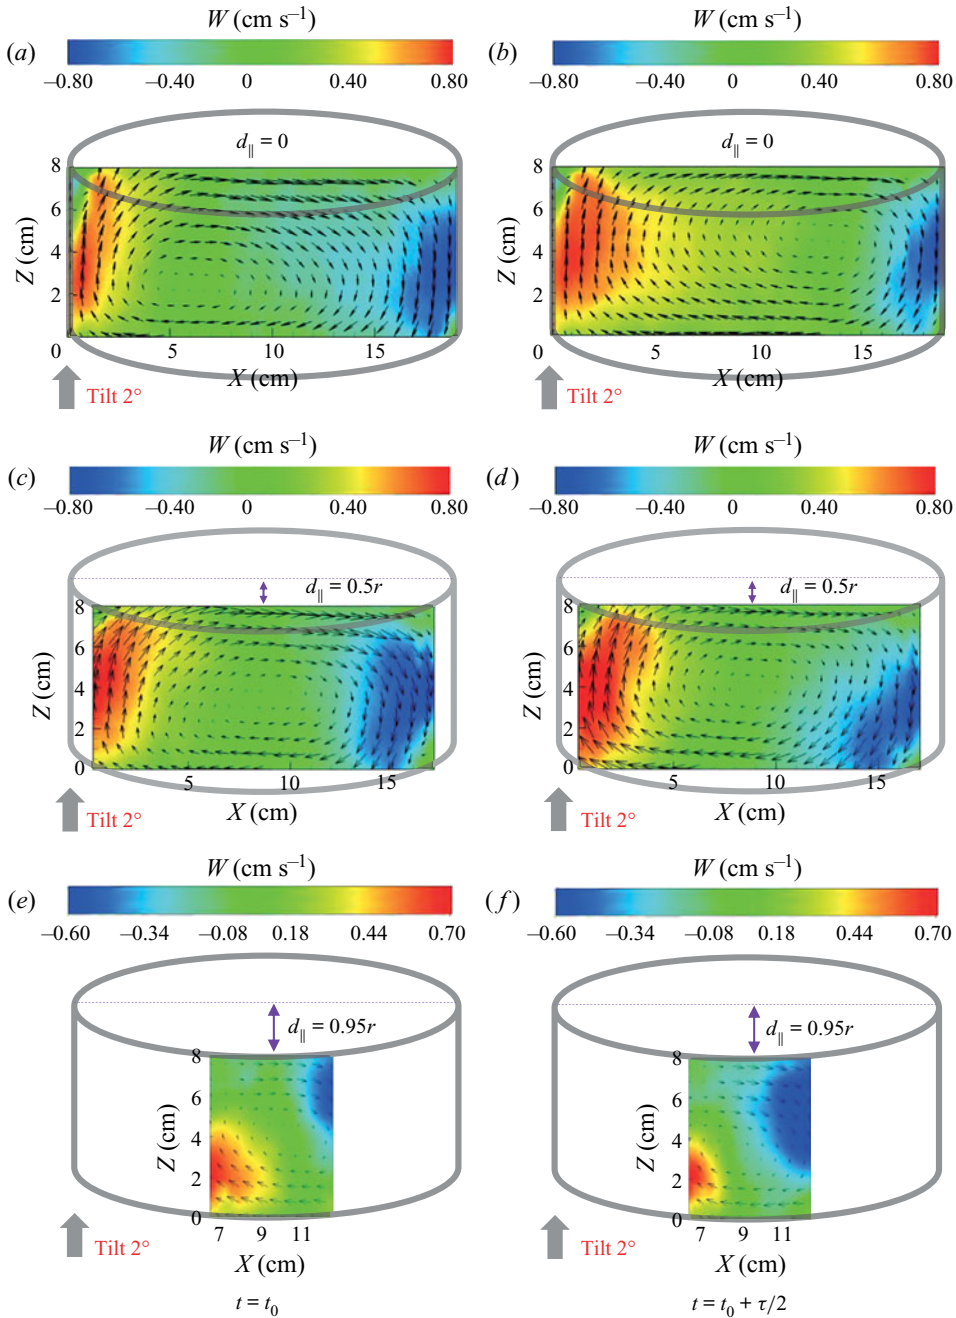 W (cm s⁻¹) W (cm s⁻¹)
(a) (b)
−0.80 −0.40 0 0.40 0.80 −0.80 −0.40 0 0.40 0.80
d∥ = 0 d∥ = 0
8 8
6 6
Z (cm) 4 Z (cm) 4
2 2
0 5 10 15 0 5 10 15
X (cm) X (cm)
Tilt 2° Tilt 2°
W (cm s⁻¹) W (cm s⁻¹)
(c) (d)
−0.80 −0.40 0 0.40 0.80 −0.80 −0.40 0 0.40 0.80
d∥ = 0.5r d∥ = 0.5r
8 8
6 6
Z (cm) 4 Z (cm) 4
2 2
0 0
5 10 15 5 10 15
X (cm) X (cm)
Tilt 2° Tilt 2°
W (cm s⁻¹) W (cm s⁻¹)
(e) (f)
−0.60 −0.34 −0.08 0.18 0.44 0.70 −0.60 −0.34 −0.08 0.18 0.44 0.70
d∥ = 0.95r d∥ = 0.95r
8 8
6 6
Z (cm) 4 Z (cm) 4
2 2
0 0
7 9 11 7 9 11
Tilt 2° Tilt 2°
X (cm) X (cm)
t = t₀ t = t₀ + τ/2